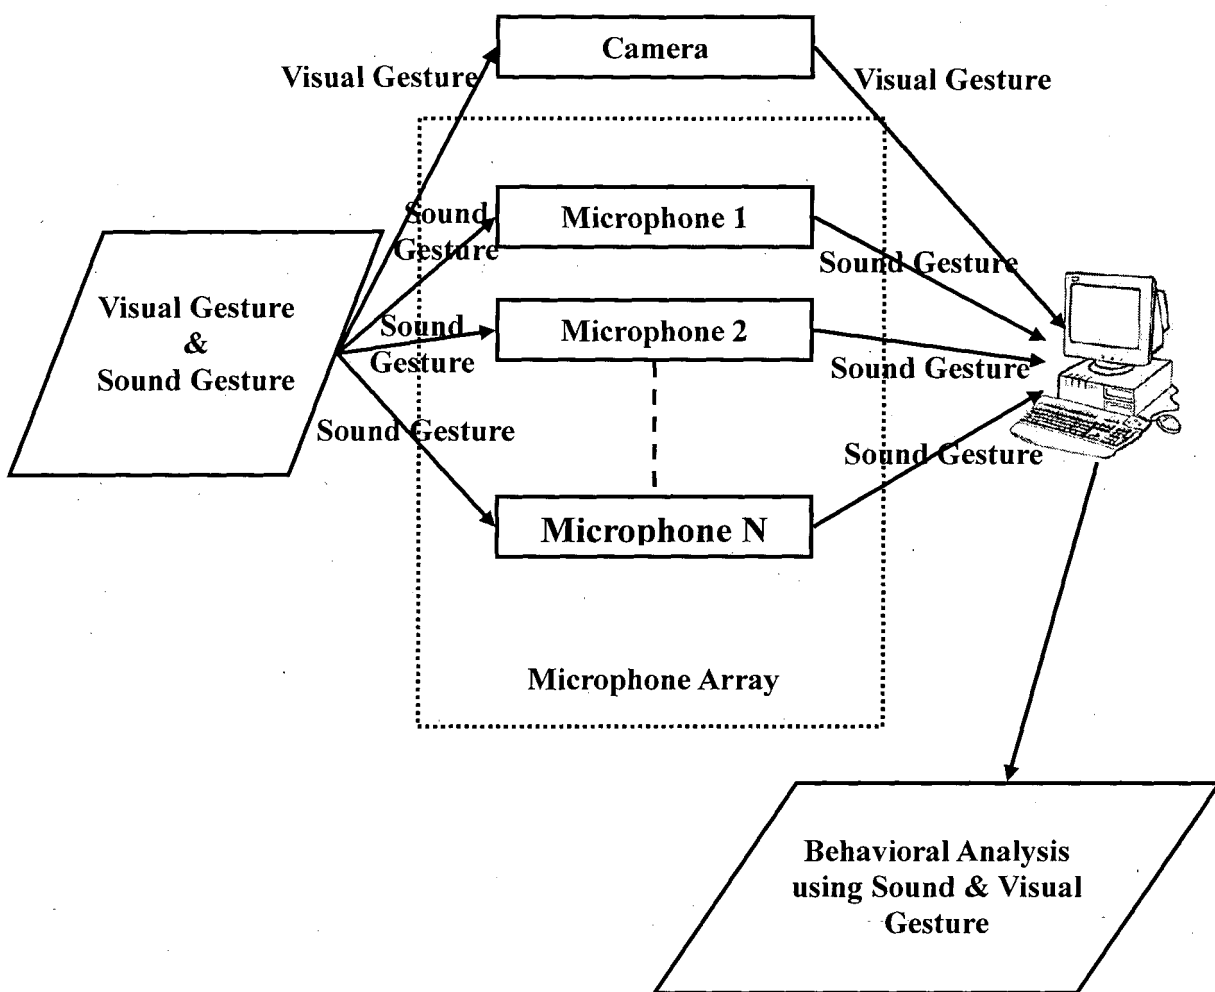 Camera
Visual Gesture
Visual Gesture
Sound
Gesture
Microphone 1
Sound Gesture
Visual Gesture
&
Sound Gesture
Sound
Gesture
Microphone 2
Sound Gesture
Sound Gesture
Sound Gesture
Microphone N
Microphone Array
Behavioral Analysis
using Sound & Visual
Gesture